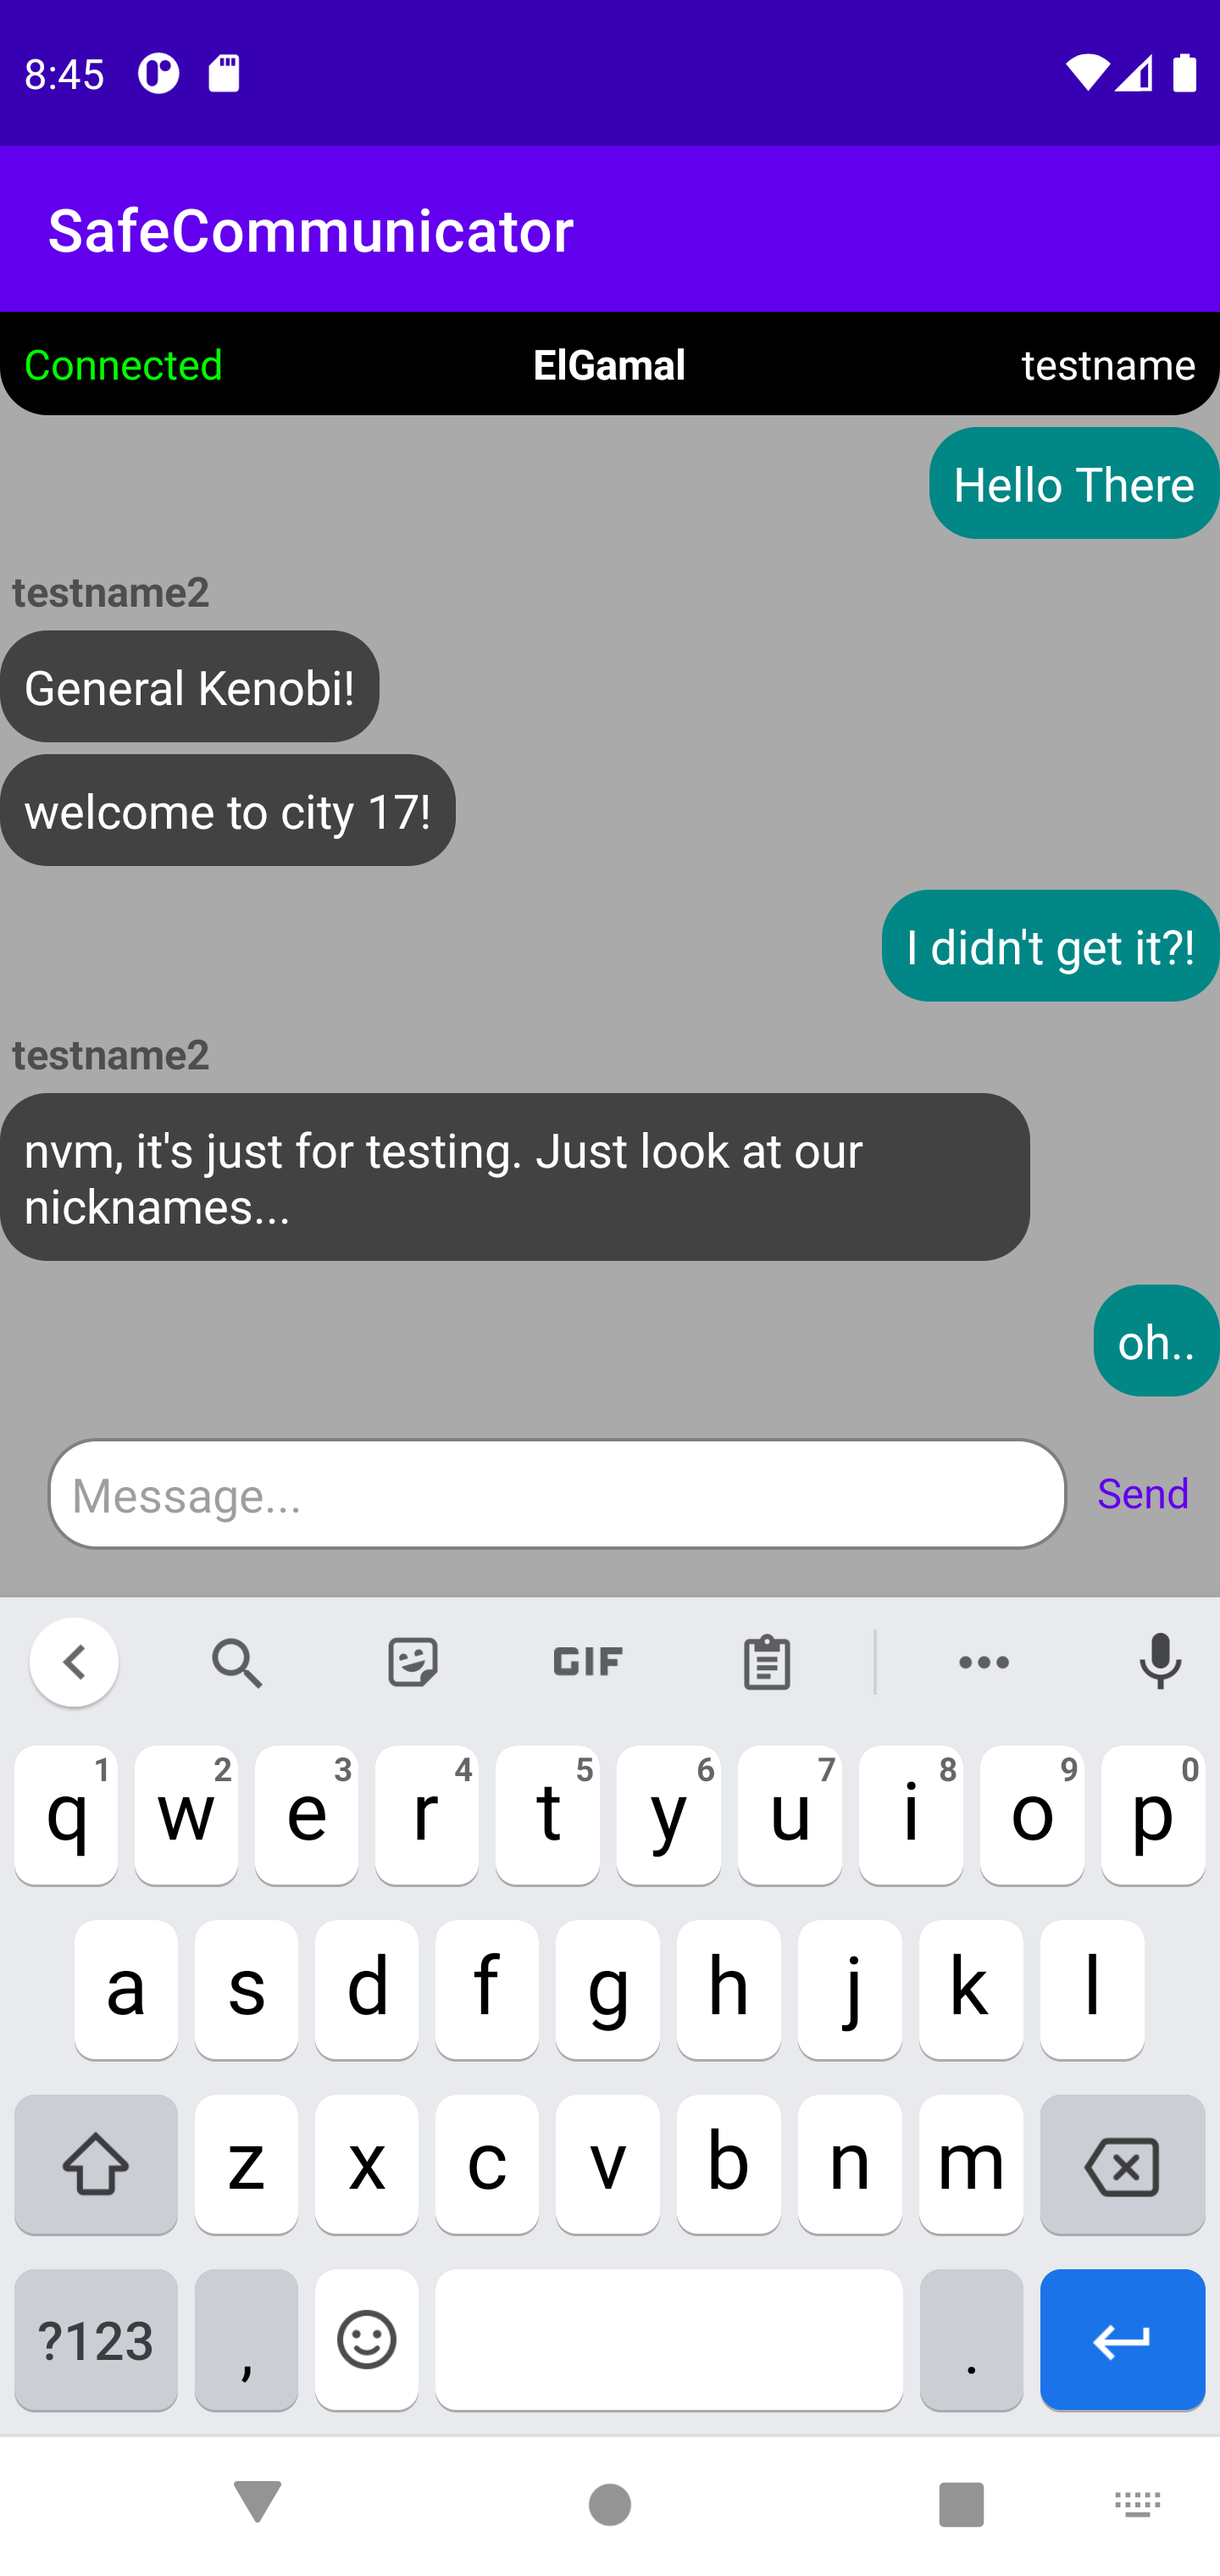 8:45
SafeCommunicator
Connected ElGamal testname
Hello There
testname2
General Kenobi!
welcome to city 17!
I didn't get it?!
testname2
nvm, it's just for testing. Just look at our
nicknames...
oh..
Message... Send
GIF
1 2 3 4 5 6 7 8 9 0
q w e r t y u i o p
a s d f g h j k l
z x c v b n m
?123 , .